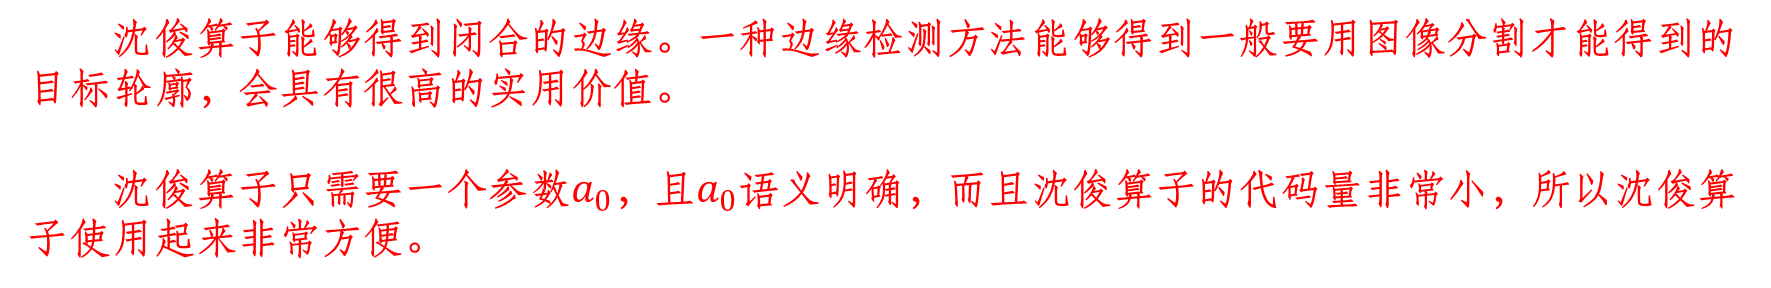 沈俊算子能够得到闭合的边缘。一种边缘检测方法能够得到一般要用图像分割才能得到的
目标轮廓，会具有很高的实用价值。
沈俊算子只需要一个参数a₀，且a₀语义明确，而且沈俊算子的代码量非常小，所以沈俊算
子使用起来非常方便。